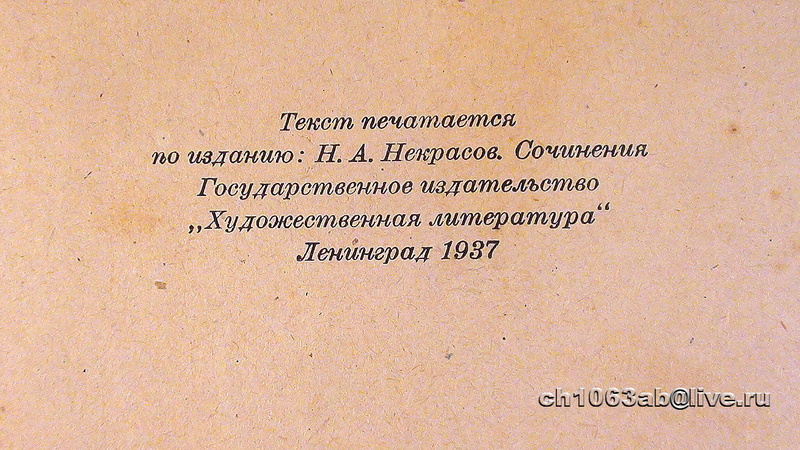 Текст печатается
по изданию: Н. А. Некрасов. Сочинения
Государственное издательство
„Художественная литература“
Ленинград 1937
ch1063ab@live.ru